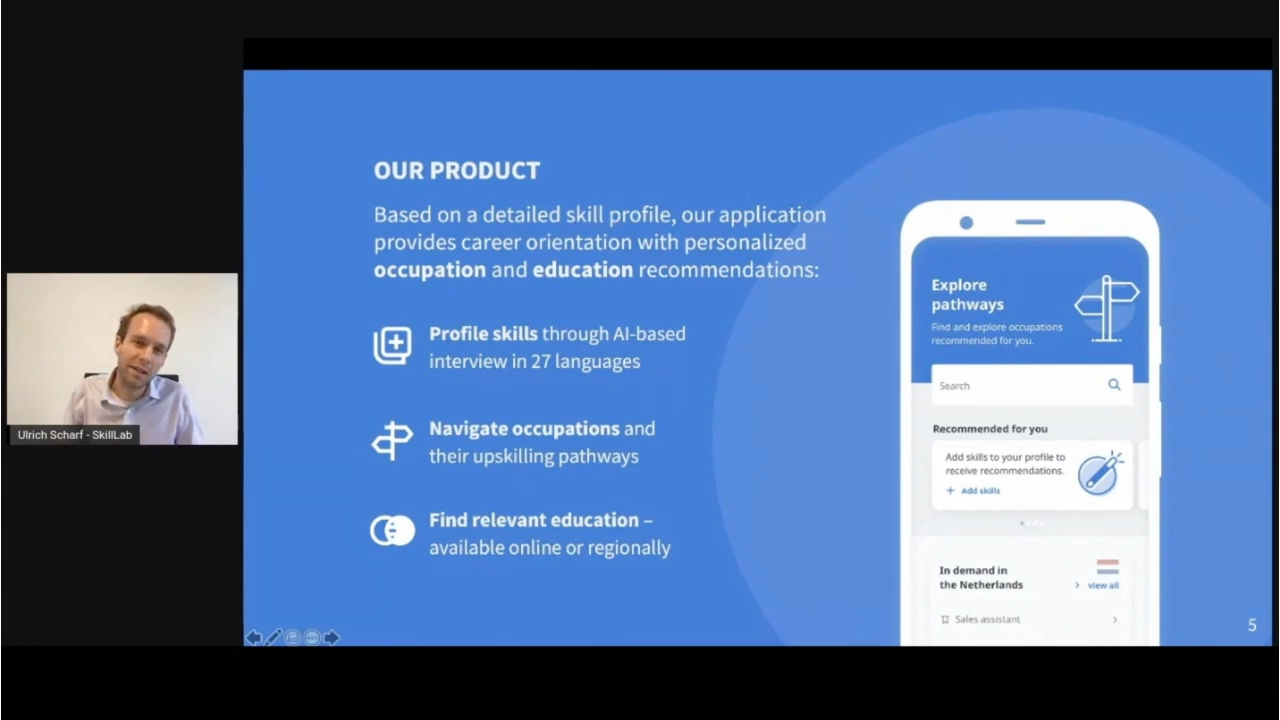 OUR PRODUCT
Based on a detailed skill profile, our application
provides career orientation with personalized
occupation and education recommendations:
Profile skills through AI-based
interview in 27 languages
Navigate occupations and
their upskilling pathways
Find relevant education –
available online or regionally
Explore
pathways
Find and explore occupations
recommended for you.
Search
Recommended for you
Add skills to your profile to
receive recommendations.
+ Add skills
In demand in
the Netherlands
> view all
Sales assistant
5
Ulrich Scharf - SkillLab